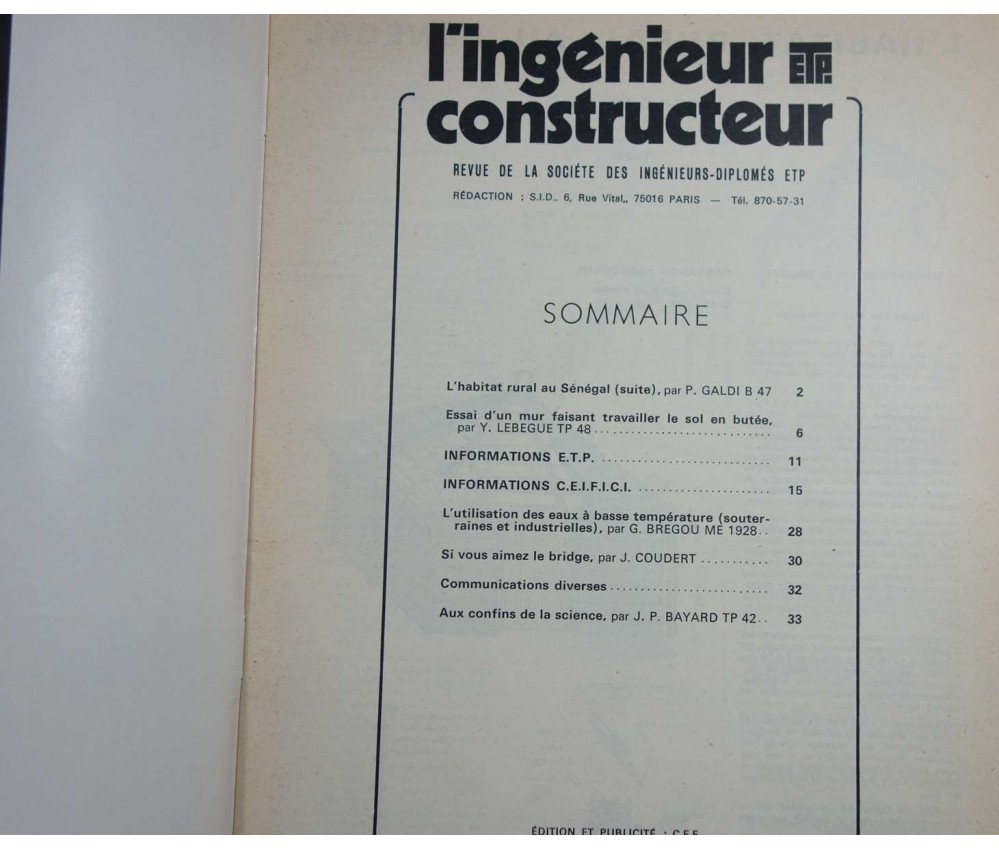 l'ingénieur ETP.
constructeur
REVUE DE LA SOCIÉTE DES INGÉNIEURS-DIPLOMÉS ETP
RÉDACTION : S.I.D., 6, Rue Vital,, 75016 PARIS — Tél. 870-57-31
SOMMAIRE
L'habitat rural au Sénégal (suite), par P. GALDI B 47 2
Essai d'un mur faisant travailler le sol en butée,
par Y. LEBEGUE TP 48 ............................ 6
INFORMATIONS E.T.P. ............................ 11
INFORMATIONS C.E.I.F.I.C.I. ...................... 15
L'utilisation des eaux à basse température (souter-
raines et industrielles), par G. BREGOU ME 1928.. 28
Si vous aimez le bridge, par J. COUDERT ........... 30
Communications diverses .......................... 32
Aux confins de la science, par J. P. BAYARD TP 42.. 33
ÉDITION ET PUBLICITÉ : C.E.F.